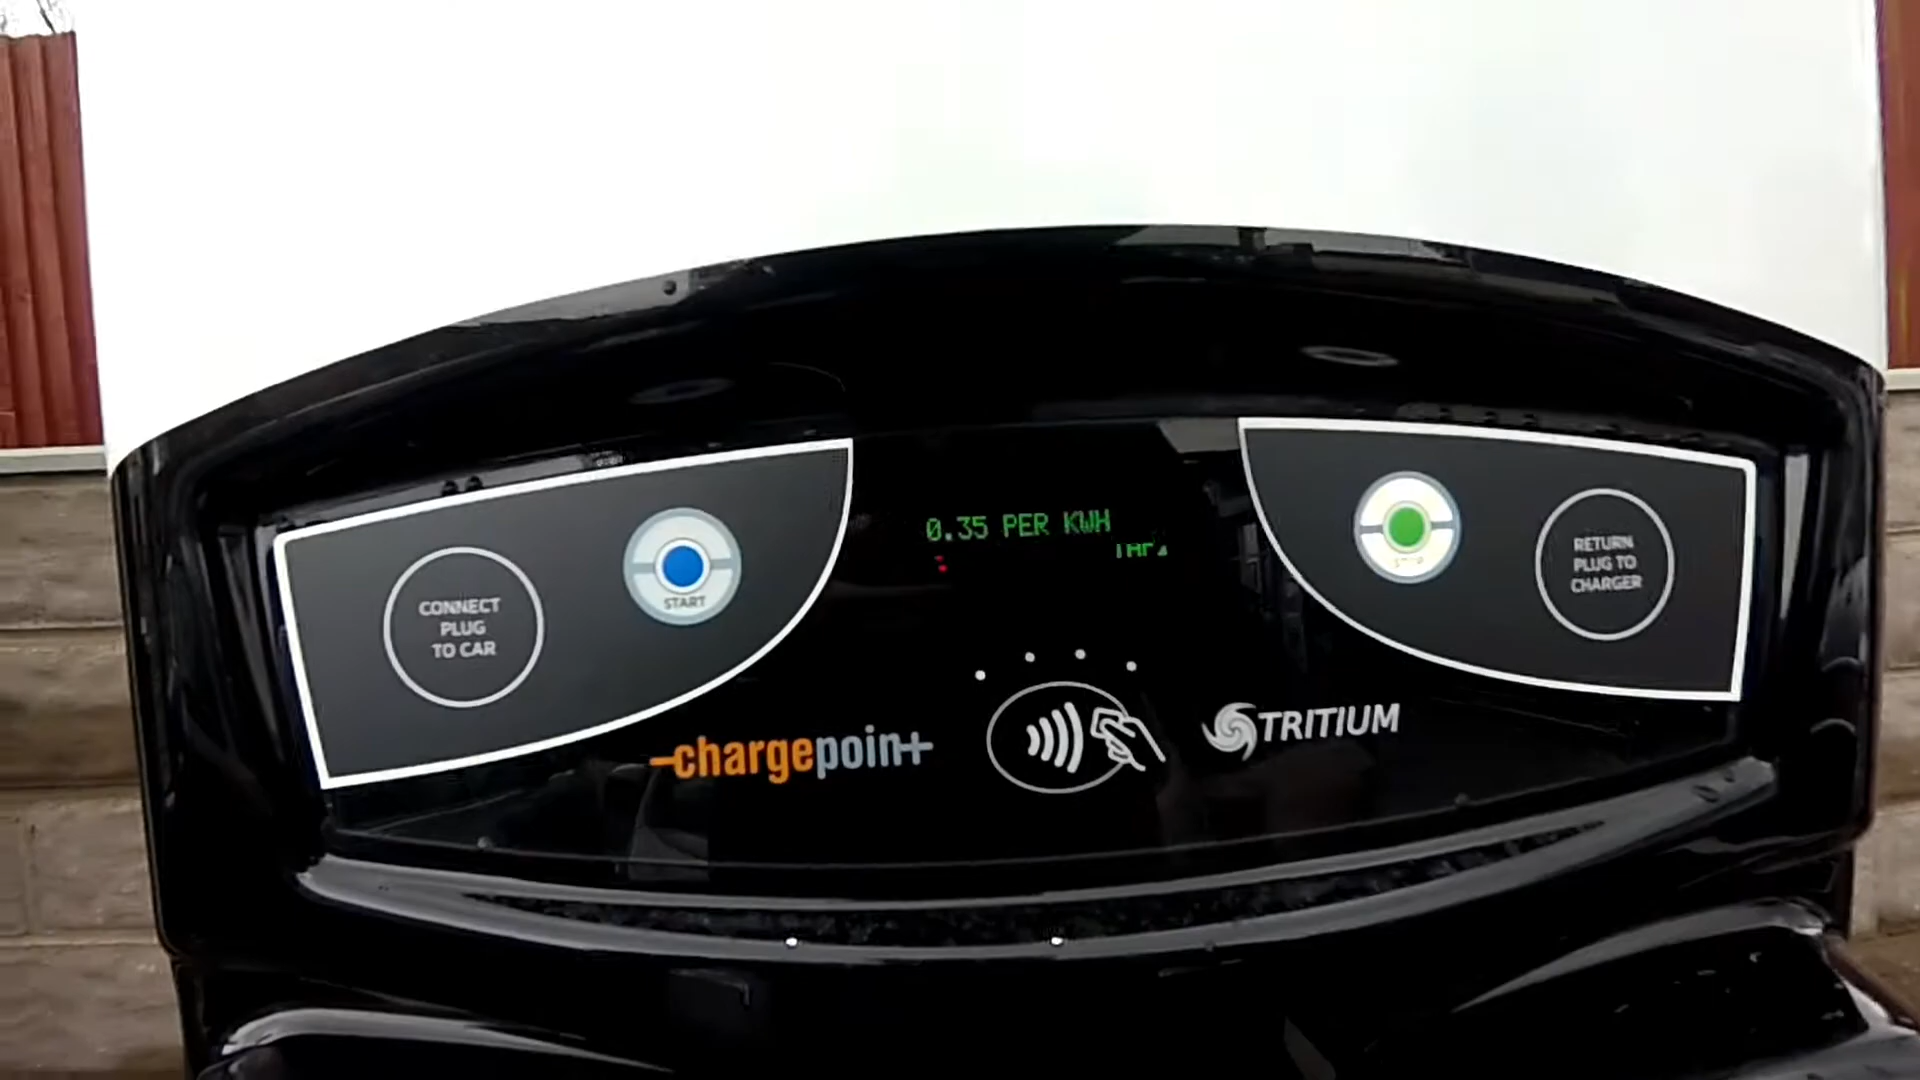 0.35 PER KWH
CONNECT
PLUG
TO CAR
START
STOP
RETURN
PLUG TO
CHARGER
chargepoin+
TRITIUM